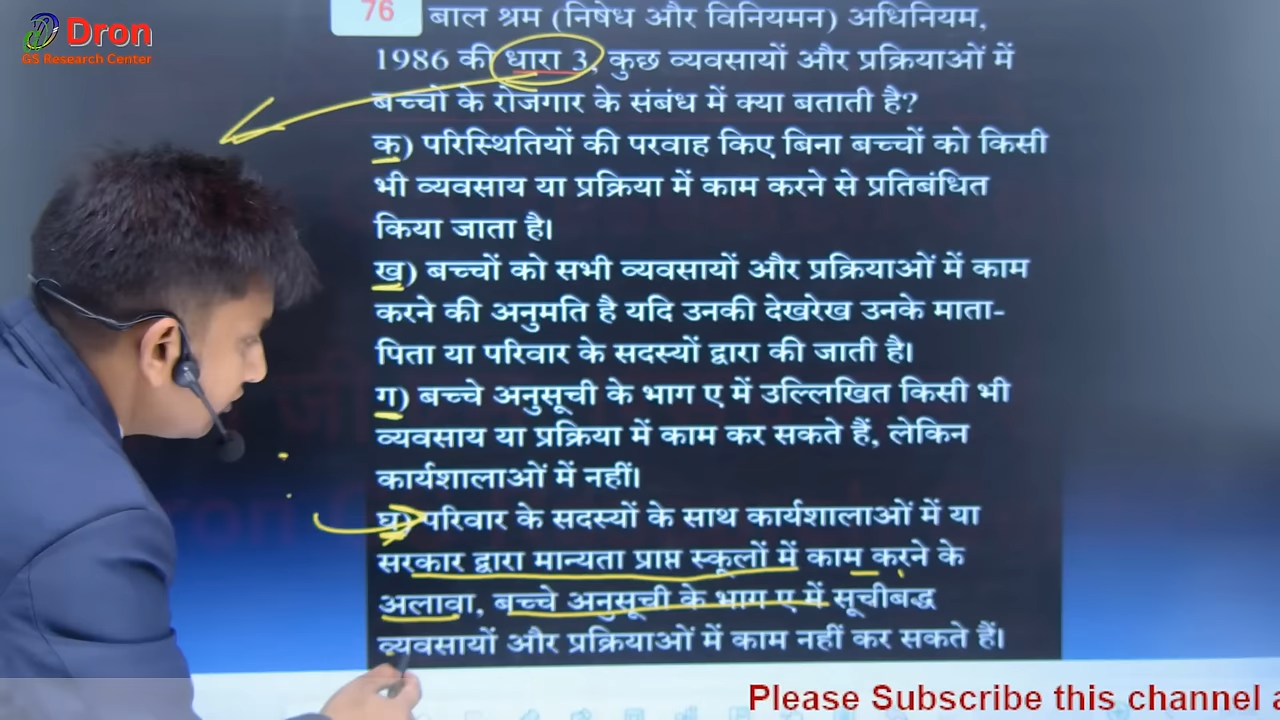 Dron
GS Research Center
76
बाल श्रम (निषेध और विनियमन) अधिनियम,
1986 की धारा 3, कुछ व्यवसायों और प्रक्रियाओं में
बच्चो के रोजगार के संबंध में क्या बताती है?
क) परिस्थितियों की परवाह किए बिना बच्चों को किसी
भी व्यवसाय या प्रक्रिया में काम करने से प्रतिबंधित
किया जाता है।
ख) बच्चों को सभी व्यवसायों और प्रक्रियाओं में काम
करने की अनुमति है यदि उनकी देखरेख उनके माता-
पिता या परिवार के सदस्यों द्वारा की जाती है।
ग) बच्चे अनुसूची के भाग ए में उल्लिखित किसी भी
व्यवसाय या प्रक्रिया में काम कर सकते हैं, लेकिन
कार्यशालाओं में नहीं।
घ) परिवार के सदस्यों के साथ कार्यशालाओं में या
सरकार द्वारा मान्यता प्राप्त स्कूलों में काम करने के
अलावा, बच्चे अनुसूची के भाग ए में सूचीबद्ध
व्यवसायों और प्रक्रियाओं में काम नहीं कर सकते हैं।
Please Subscribe this channel